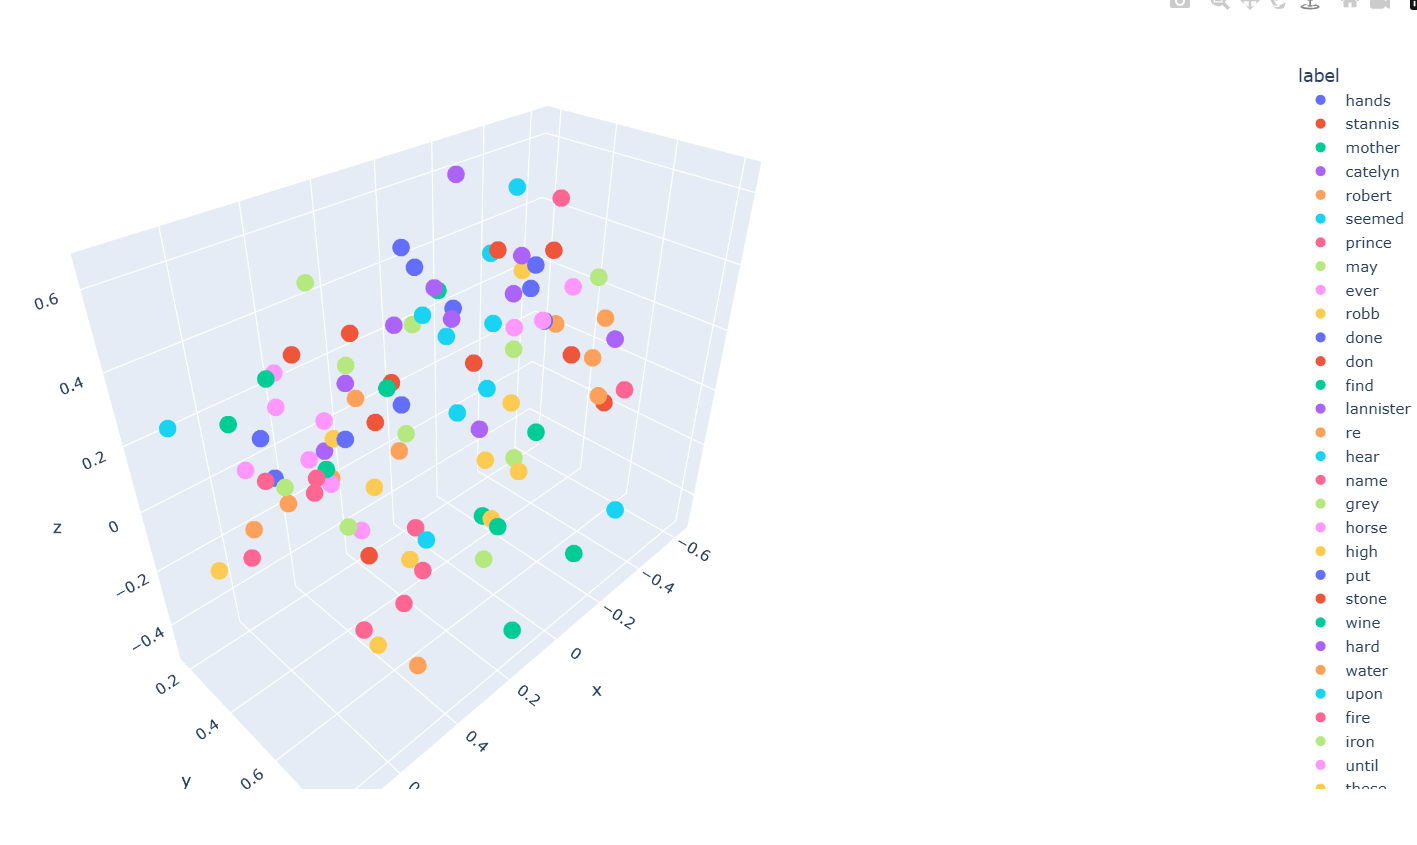 label
hands
stannis
mother
catelyn
robert
seemed
prince
may
ever
robb
done
don
find
lannister
re
hear
name
grey
horse
high
put
stone
wine
hard
water
upon
fire
iron
until
these
0.6
0.4
0.2
0
−0.2
−0.4
z
0.2
0.4
0.6
y
−0.6
−0.4
−0.2
0
0.2
0.4
x